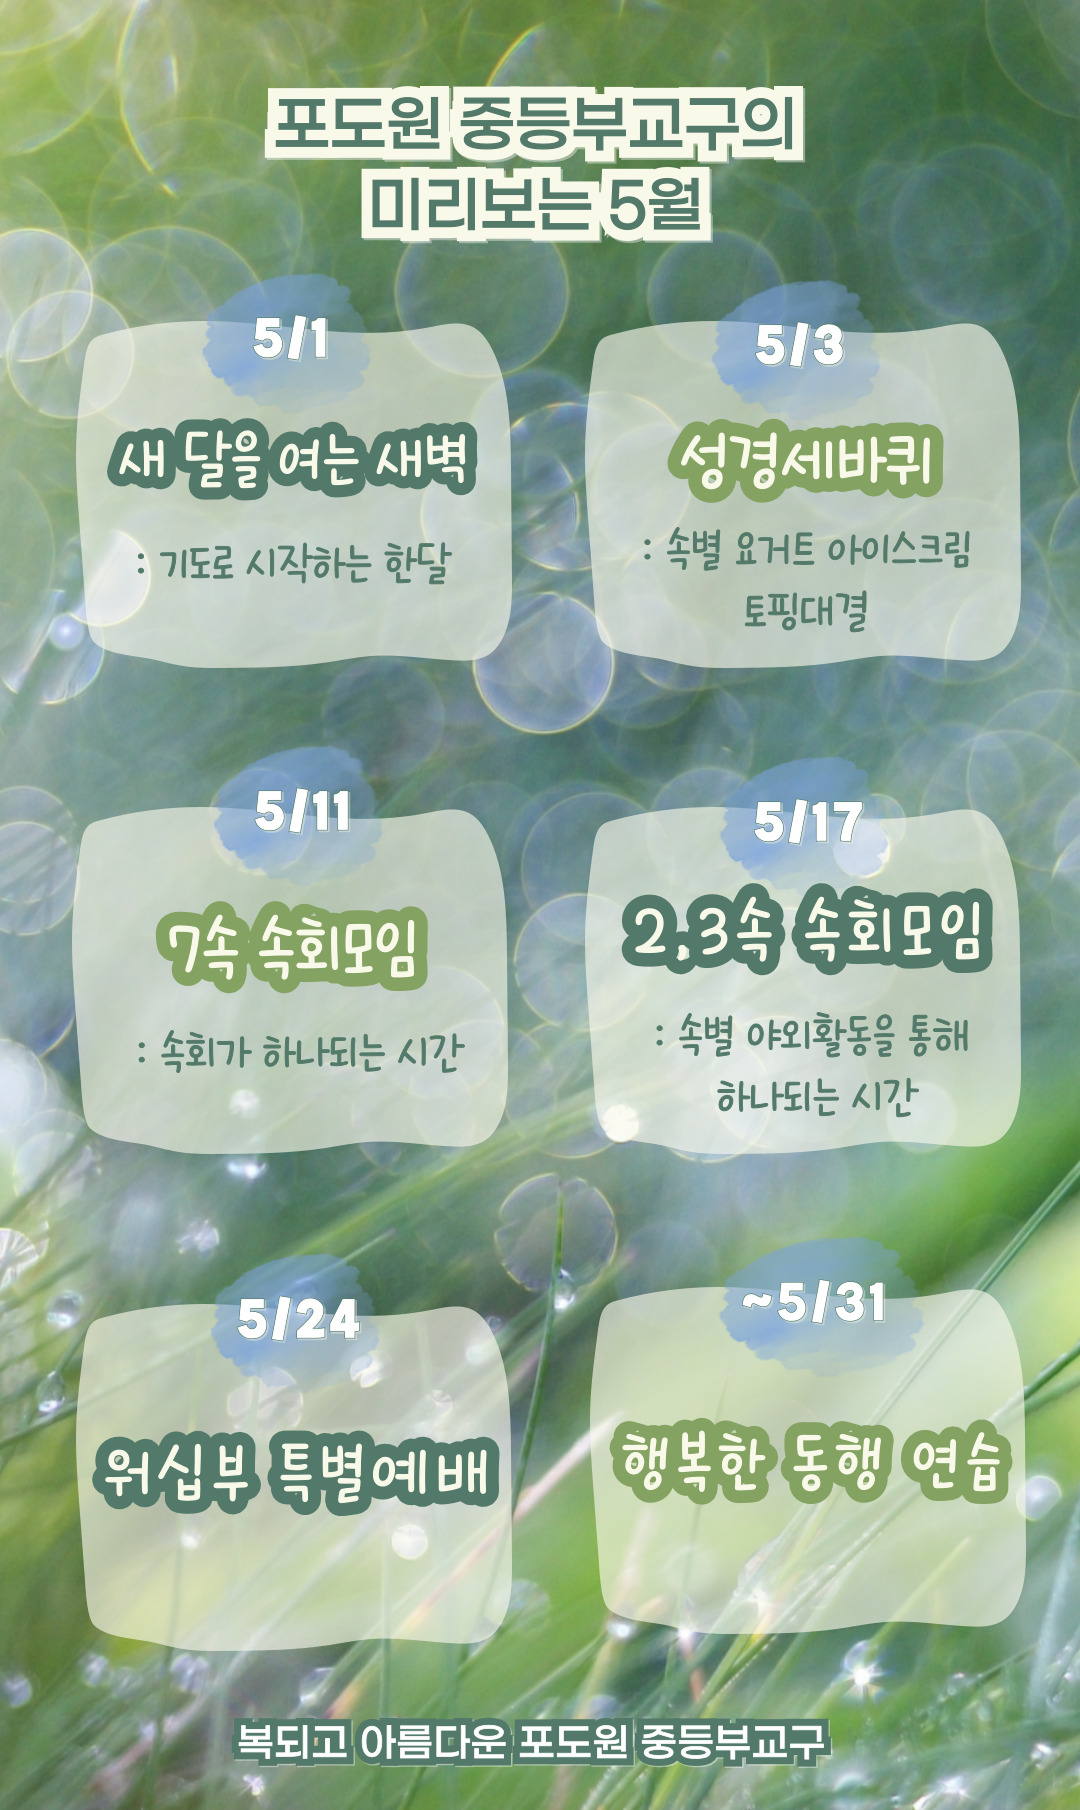 포도원 중등부교구의
미리보는 5월
5/1
새 달을 여는 새벽
: 기도로 시작하는 한달
5/3
성경세바퀴
: 속별 요거트 아이스크림
토핑대결
5/11
7속 속회모임
: 속회가 하나되는 시간
5/17
2,3속 속회모임
: 속별 야외활동을 통해
하나되는 시간
5/24
워십부 특별예배
~5/31
행복한 동행 연습
복되고 아름다운 포도원 중등부교구